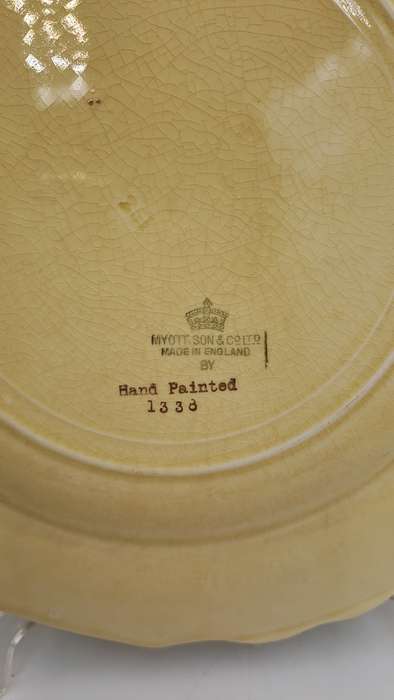 MYOTT. SON & CO LTD
MADE IN ENGLAND
BY
Hand Painted
1338